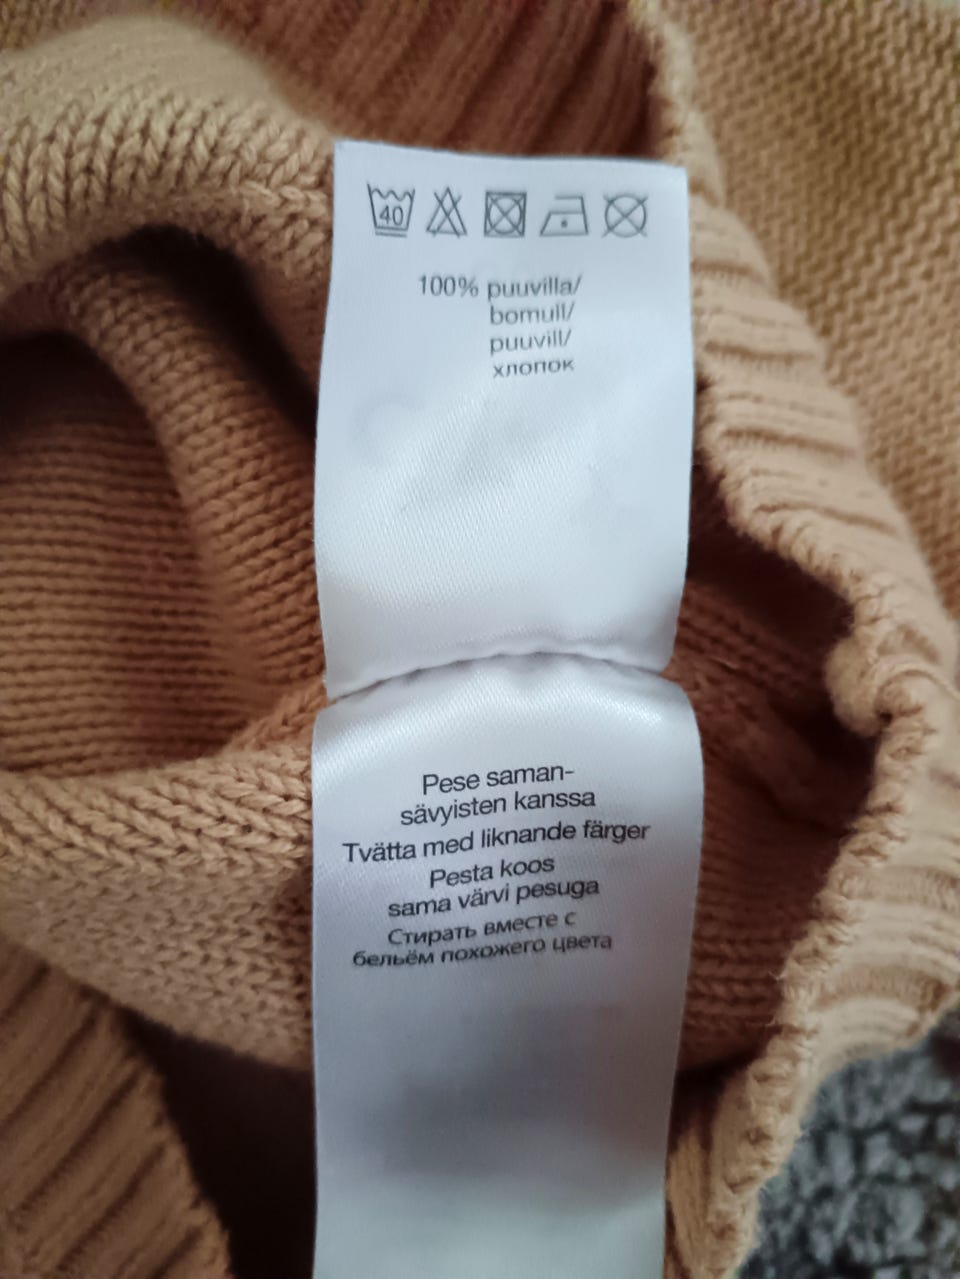 40
100% puuvilla/
bomull/
puuvill/
хлопок
Pese saman-
sävyisten kanssa
Tvätta med liknande färger
Pesta koos
sama värvi pesuga
Стирать вместе с
бельём похожего цвета